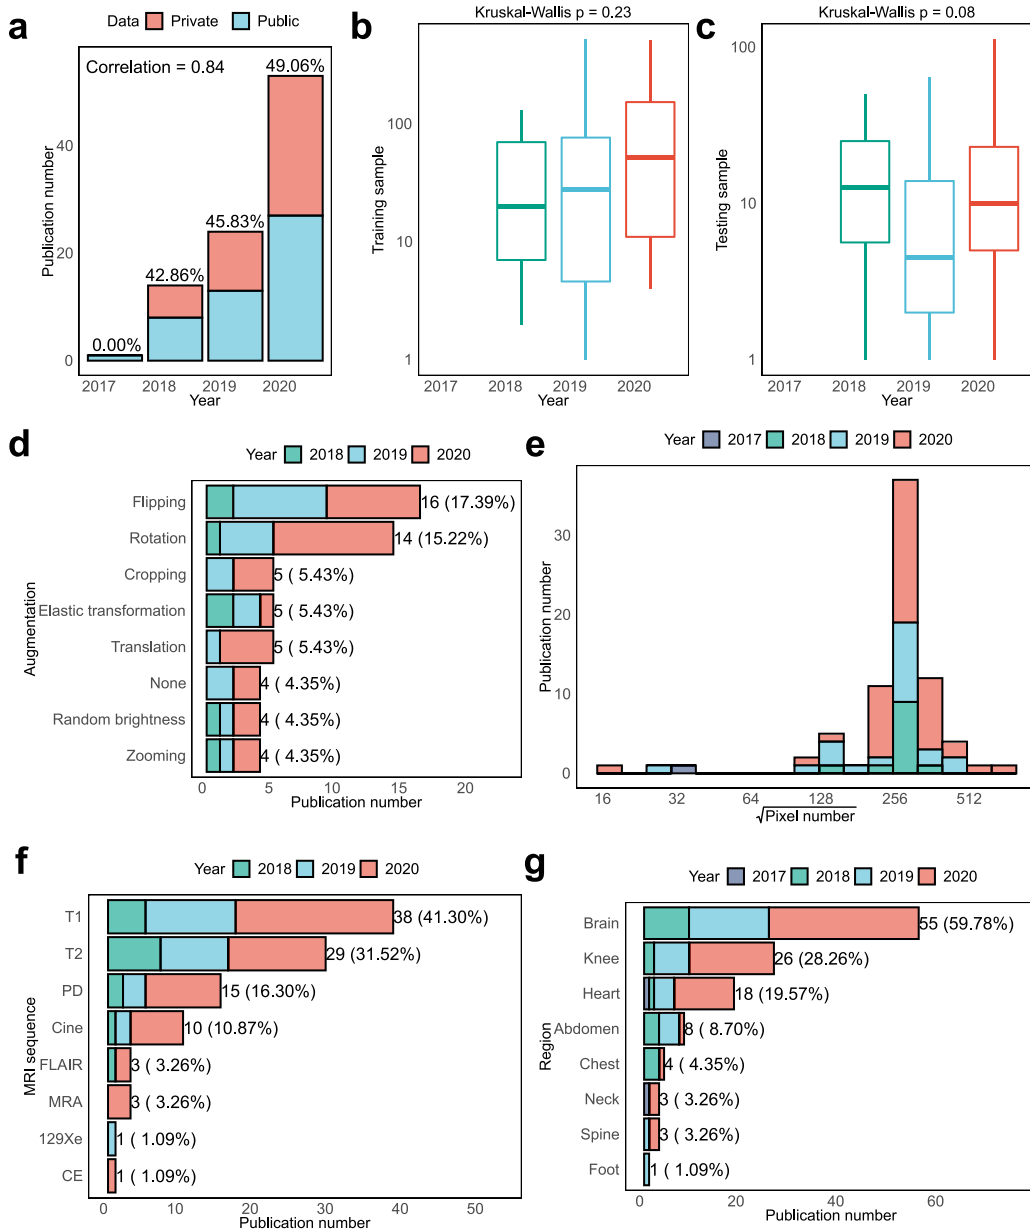 a
Data Private Public
Correlation = 0.84
0.00%
42.86%
45.83%
49.06%
Publication number
0
20
40
2017 2018 2019 2020
Year
b
Kruskal-Wallis p = 0.23
Training sample
100
10
1
2017 2018 2019 2020
Year
c
Kruskal-Wallis p = 0.08
Testing sample
100
10
1
2017 2018 2019 2020
Year
d
Year 2018 2019 2020
Augmentation
Flipping 16 (17.39%)
Rotation 14 (15.22%)
Cropping 5 ( 5.43%)
Elastic transformation 5 ( 5.43%)
Translation 5 ( 5.43%)
None 4 ( 4.35%)
Random brightness 4 ( 4.35%)
Zooming 4 ( 4.35%)
0 5 10 15 20
Publication number
e
Year 2017 2018 2019 2020
Publication number
30
20
10
0
16 32 64 128 256 512
√Pixel number
f
Year 2018 2019 2020
MRI sequence
T1 38 (41.30%)
T2 29 (31.52%)
PD 15 (16.30%)
Cine 10 (10.87%)
FLAIR 3 ( 3.26%)
MRA 3 ( 3.26%)
129Xe 1 ( 1.09%)
CE 1 ( 1.09%)
0 10 20 30 40 50
Publication number
g
Year 2017 2018 2019 2020
Region
Brain 55 (59.78%)
Knee 26 (28.26%)
Heart 18 (19.57%)
Abdomen 8 ( 8.70%)
Chest 4 ( 4.35%)
Neck 3 ( 3.26%)
Spine 3 ( 3.26%)
Foot 1 ( 1.09%)
0 20 40 60
Publication number